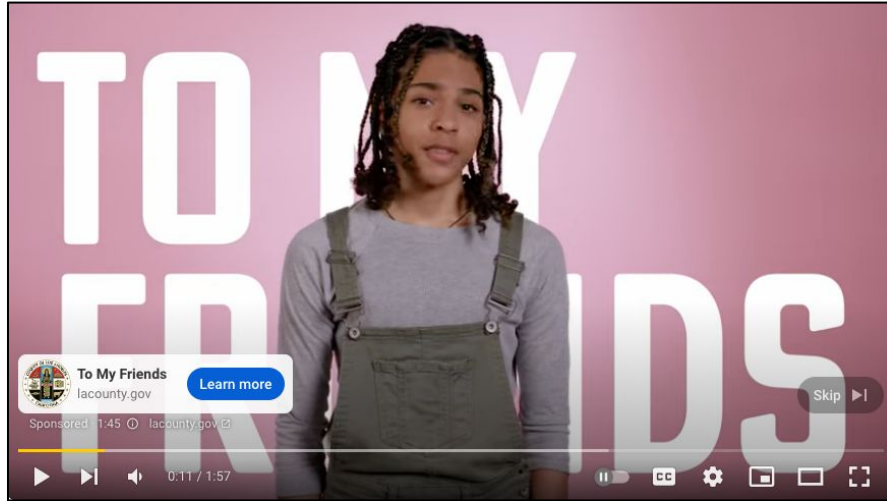 TO MY
FRIENDS
To My Friends
lacounty.gov
Learn more
Skip
Sponsored · 1:45 lacounty.gov
0:11 / 1:57
CC